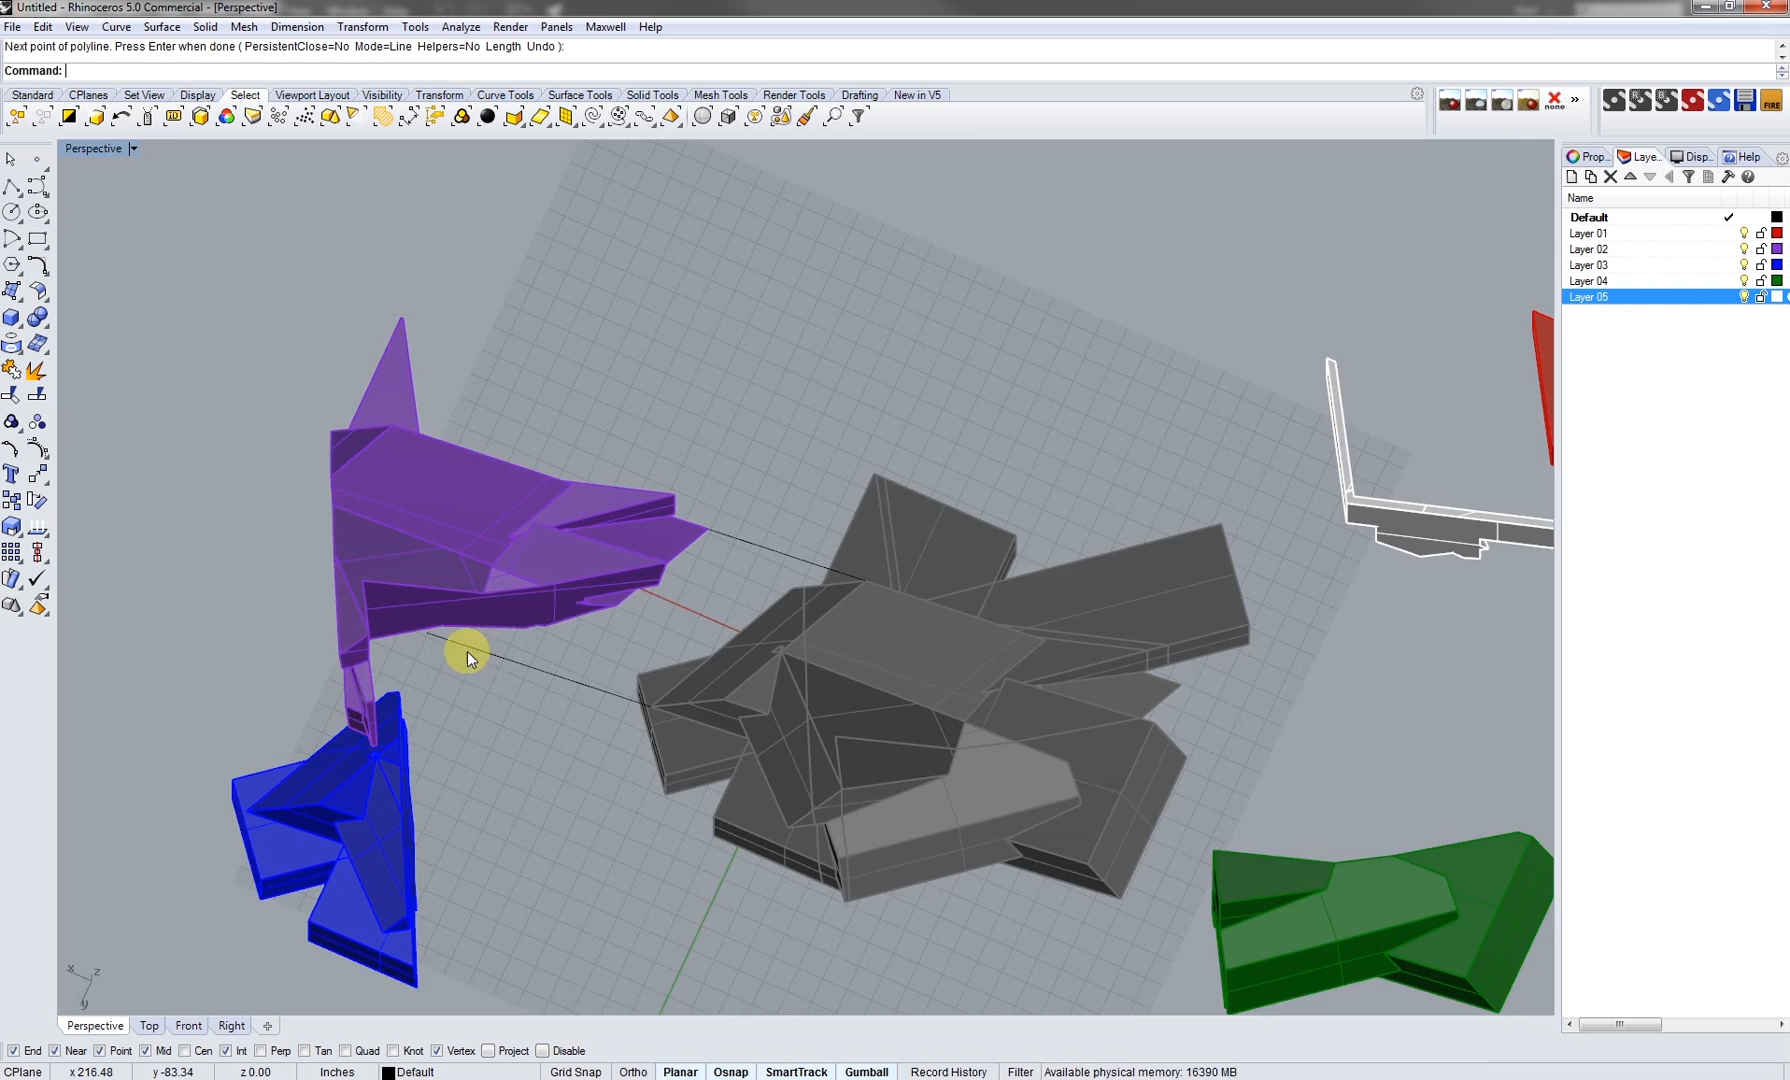 Untitled - Rhinoceros 5.0 Commercial - [Perspective]
File Edit View Curve Surface Solid Mesh Dimension Transform Tools Analyze Render Panels Maxwell Help
Next point of polyline. Press Enter when done ( PersistentClose=No Mode=Line Helpers=No Length Undo ):
Command:
Standard CPlanes Set View Display Select Viewport Layout Visibility Transform Curve Tools Surface Tools Solid Tools Mesh Tools Render Tools Drafting New in V5
none » FIRE
Perspective
Prop... Laye... Disp... Help
Name
Default
Layer 01
Layer 02
Layer 03
Layer 04
Layer 05
x z
y
Perspective Top Front Right
End Near Point Mid Cen Int Perp Tan Quad Knot Vertex Project Disable
CPlane x 216.48 y -83.34 z 0.00 Inches Default Grid Snap Ortho Planar Osnap SmartTrack Gumball Record History Filter Available physical memory: 16390 MB